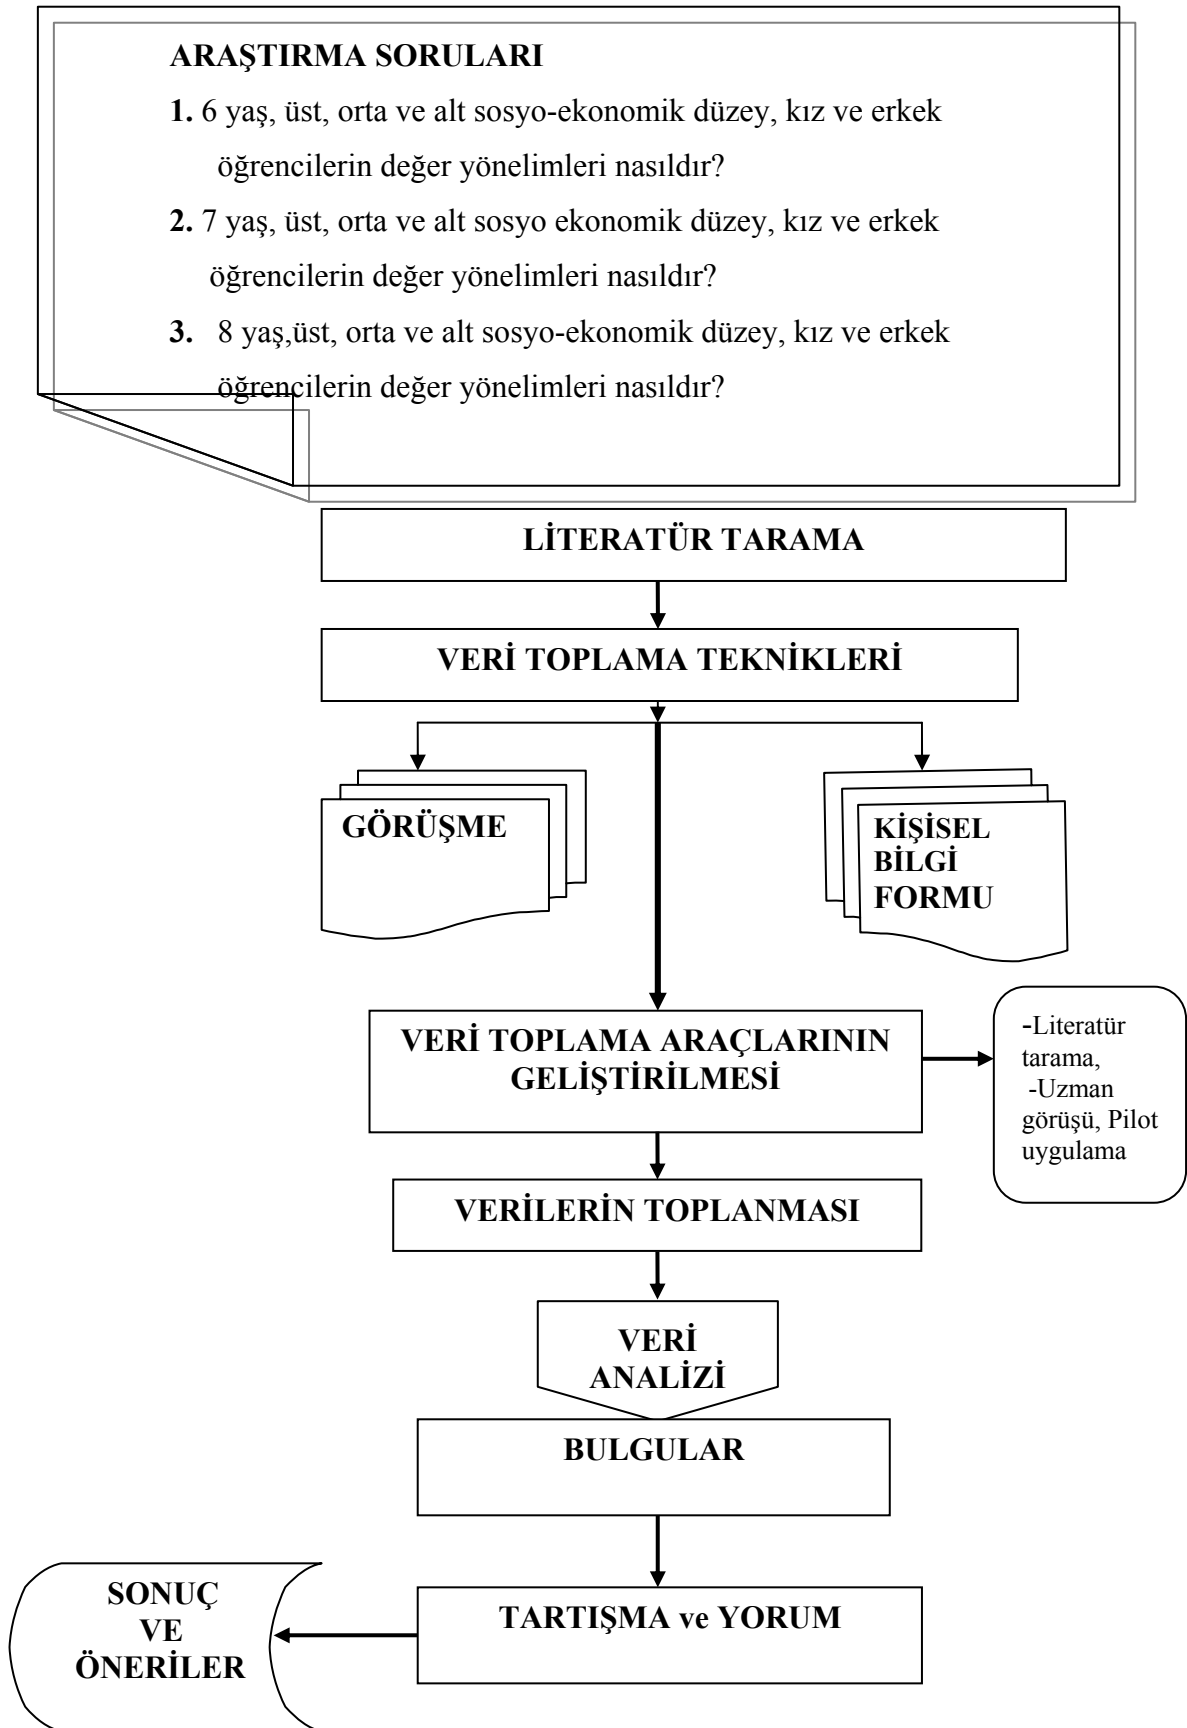 ARAŞTIRMA SORULARI
1. 6 yaş, üst, orta ve alt sosyo-ekonomik düzey, kız ve erkek
öğrencilerin değer yönelimleri nasıldır?
2. 7 yaş, üst, orta ve alt sosyo ekonomik düzey, kız ve erkek
öğrencilerin değer yönelimleri nasıldır?
3. 8 yaş,üst, orta ve alt sosyo-ekonomik düzey, kız ve erkek
öğrencilerin değer yönelimleri nasıldır?
LİTERATÜR TARAMA
VERİ TOPLAMA TEKNİKLERİ
GÖRÜŞME
KİŞİSEL
BİLGİ
FORMU
VERİ TOPLAMA ARAÇLARININ
GELİŞTİRİLMESİ
-Literatür
tarama,
-Uzman
görüşü, Pilot
uygulama
VERİLERİN TOPLANMASI
VERİ
ANALİZİ
BULGULAR
TARTIŞMA ve YORUM
SONUÇ
VE
ÖNERİLER